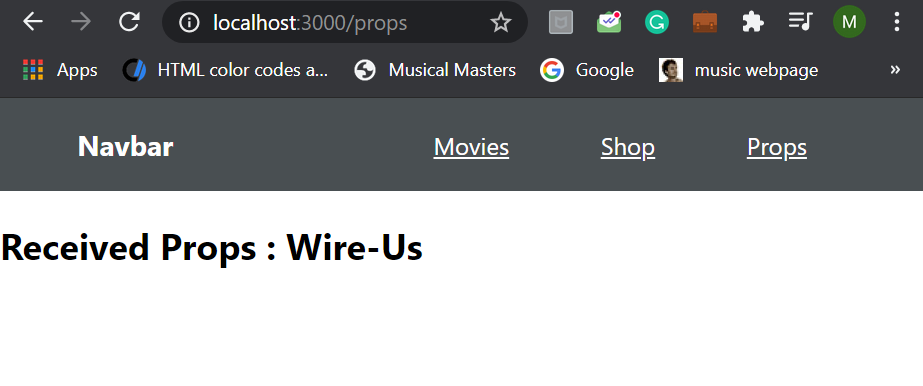 localhost:3000/props
M
Apps HTML color codes a... Musical Masters Google music webpage »
Navbar Movies Shop Props
Received Props : Wire-Us